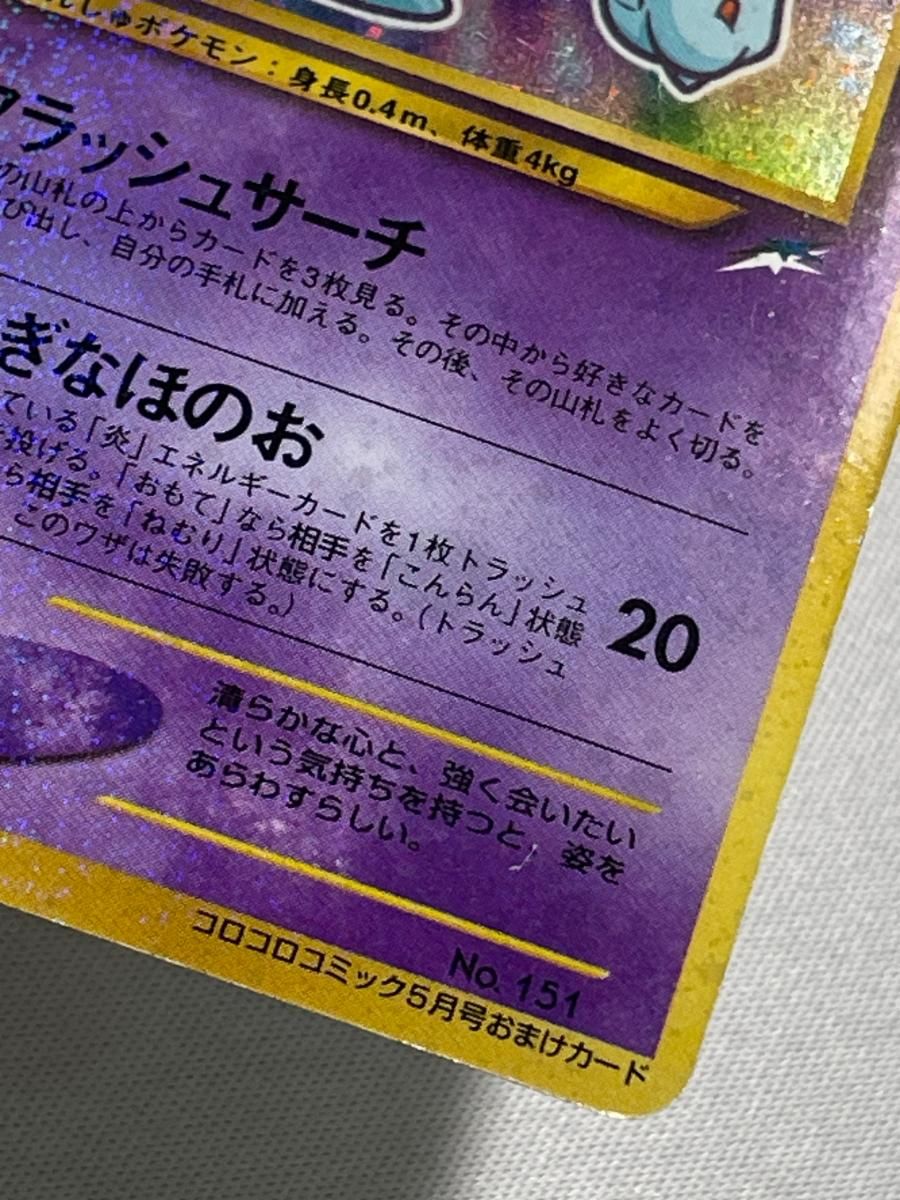 しゅポケモン：身長0.4m、体重4kg
ラッシュサーチ
の山札の上からカードを3枚見る。その中から好きなカードを
び出し、自分の手札に加える。その後、その山札をよく切る。
ぎなほのお
ている「炎」エネルギーカードを1枚トラッシュ
投げる。「おもて」なら相手を「こんらん」状態
ら相手を「ねむり」状態にする。（トラッシュ
このワザは失敗する。）
20
清らかな心と、強く会いたい
という気持ちを持つと、姿を
あらわすらしい。
No. 151
コロコロコミック5月号おまけカード